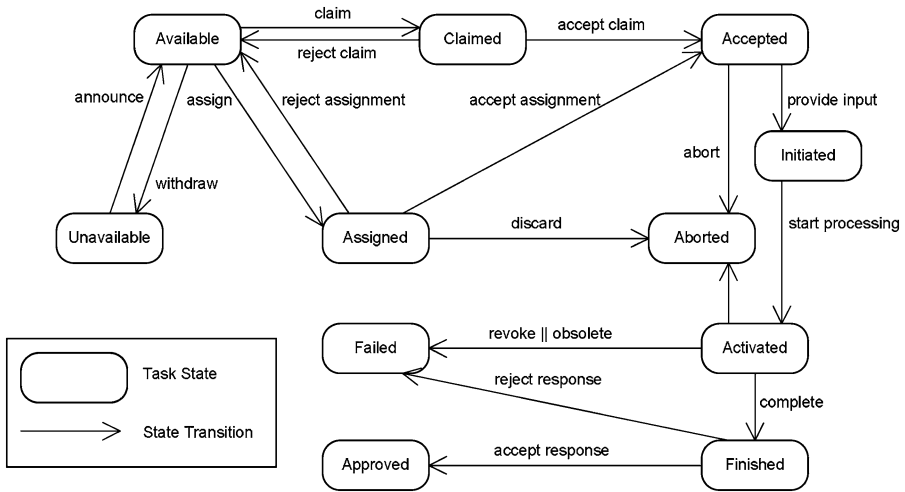 claim
Available
Claimed
accept claim
Accepted
reject claim
announce
assign
reject assignment
accept assignment
provide input
abort
Initiated
withdraw
Unavailable
Assigned
discard
Aborted
start processing
Failed
revoke || obsolete
Activated
reject response
complete
Approved
accept response
Finished
Task State
State Transition